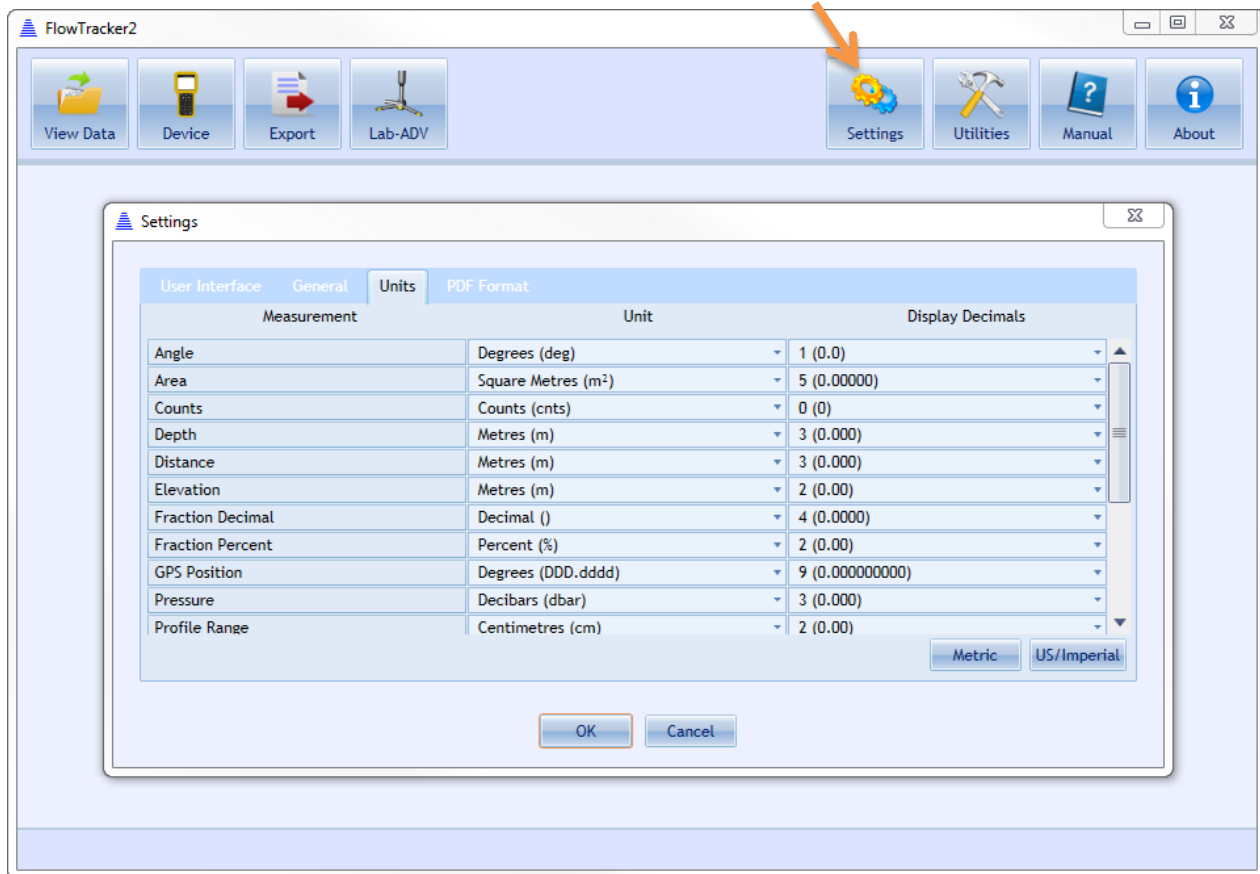 FlowTracker2
View Data Device Export Lab-ADV Settings Utilities Manual About
Settings
User Interface General Units PDF Format
Measurement Unit Display Decimals
Angle Degrees (deg) 1 (0.0)
Area Square Metres (m²) 5 (0.00000)
Counts Counts (cnts) 0 (0)
Depth Metres (m) 3 (0.000)
Distance Metres (m) 3 (0.000)
Elevation Metres (m) 2 (0.00)
Fraction Decimal Decimal () 4 (0.0000)
Fraction Percent Percent (%) 2 (0.00)
GPS Position Degrees (DDD.dddd) 9 (0.000000000)
Pressure Decibars (dbar) 3 (0.000)
Profile Range Centimetres (cm) 2 (0.00)
Metric US/Imperial
OK Cancel